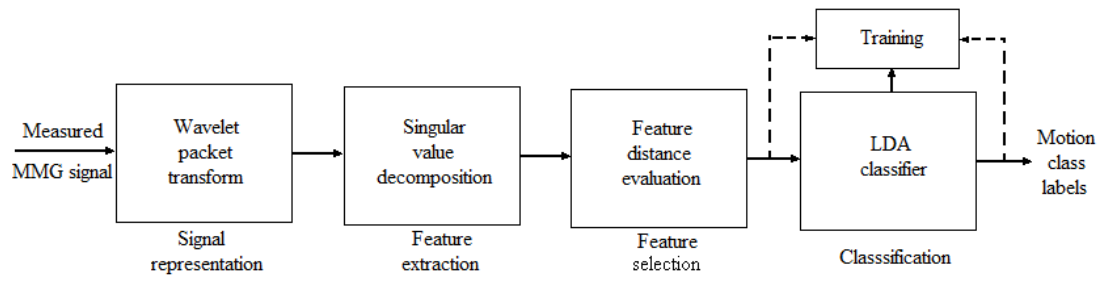 Training
Measured
MMG signal
Wavelet
packet
transform
Singular
value
decomposition
Feature
distance
evaluation
LDA
classifier
Motion
class
labels
Signal
representation
Feature
extraction
Feature
selection
Classsification